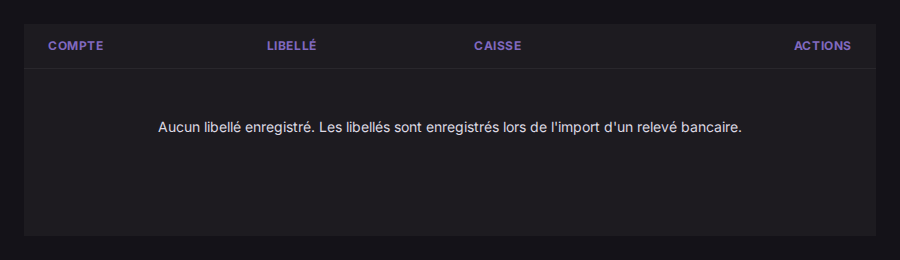 COMPTE LIBELLÉ CAISSE ACTIONS
Aucun libellé enregistré. Les libellés sont enregistrés lors de l'import d'un relevé bancaire.